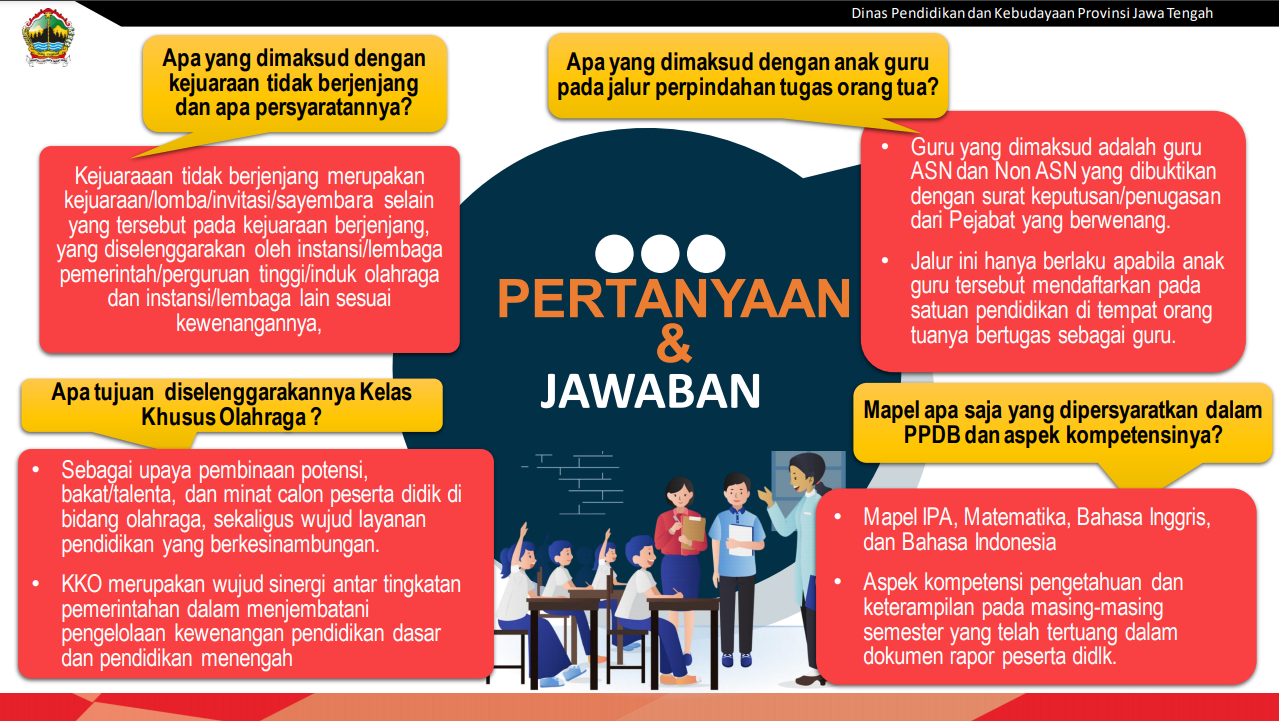 Dinas Pendidikan dan Kebudayaan Provinsi Jawa Tengah
Apa yang dimaksud dengan
kejuaraan tidak berjenjang
dan apa persyaratannya?
Kejuaraaan tidak berjenjang merupakan
kejuaraan/lomba/invitasi/sayembara selain
yang tersebut pada kejuaraan berjenjang,
yang diselenggarakan oleh instansi/lembaga
pemerintah/perguruan tinggi/induk olahraga
dan instansi/lembaga lain sesuai
kewenangannya,
Apa yang dimaksud dengan anak guru
pada jalur perpindahan tugas orang tua?
• Guru yang dimaksud adalah guru
ASN dan Non ASN yang dibuktikan
dengan surat keputusan/penugasan
dari Pejabat yang berwenang.
• Jalur ini hanya berlaku apabila anak
guru tersebut mendaftarkan pada
satuan pendidikan di tempat orang
tuanya bertugas sebagai guru.
PERTANYAAN
&
JAWABAN
Apa tujuan diselenggarakannya Kelas
Khusus Olahraga ?
• Sebagai upaya pembinaan potensi,
bakat/talenta, dan minat calon peserta didik di
bidang olahraga, sekaligus wujud layanan
pendidikan yang berkesinambungan.
• KKO merupakan wujud sinergi antar tingkatan
pemerintahan dalam menjembatani
pengelolaan kewenangan pendidikan dasar
dan pendidikan menengah
Mapel apa saja yang dipersyaratkan dalam
PPDB dan aspek kompetensinya?
• Mapel IPA, Matematika, Bahasa Inggris,
dan Bahasa Indonesia
• Aspek kompetensi pengetahuan dan
keterampilan pada masing-masing
semester yang telah tertuang dalam
dokumen rapor peserta didlk.